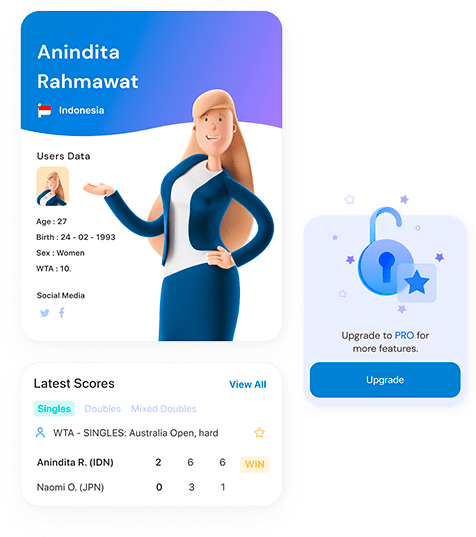 Anindita
Rahmawat
Indonesia
Users Data
Age : 27
Birth : 24 - 02 - 1993
Sex : Women
WTA : 10.
Social Media
Upgrade to PRO for
more features.
Upgrade
Latest Scores View All
Singles Doubles Mixed Doubles
WTA - SINGLES: Australia Open, hard
Anindita R. (IDN) 2 6 6 WIN
Naomi O. (JPN) 0 3 1